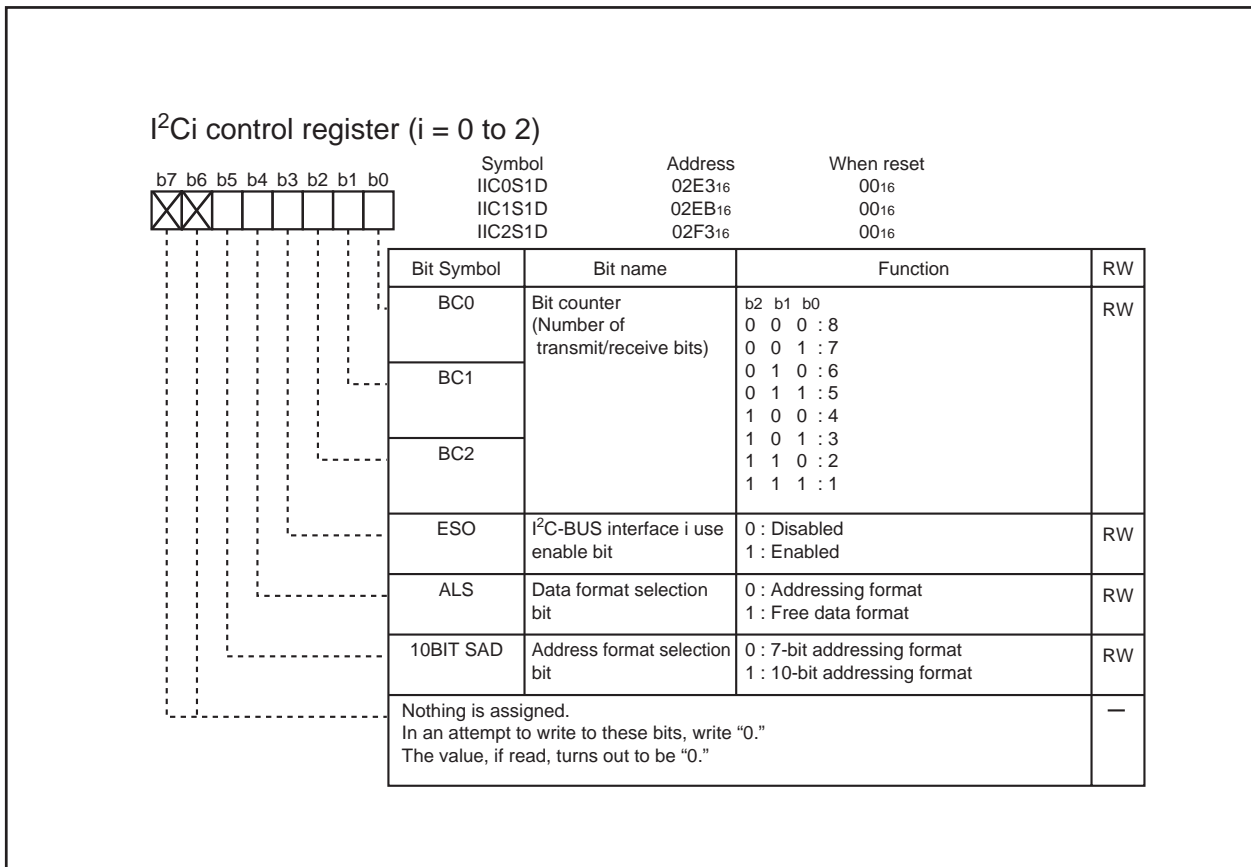 I²Ci control register (i = 0 to 2)
Symbol Address When reset
b7 b6 b5 b4 b3 b2 b1 b0
IIC0S1D 02E3₁₆ 00₁₆
IIC1S1D 02EB₁₆ 00₁₆
IIC2S1D 02F3₁₆ 00₁₆
Bit Symbol Bit name Function RW
BC0 Bit counter b2 b1 b0 RW
(Number of 0 0 0 : 8
transmit/receive bits) 0 0 1 : 7
0 1 0 : 6
BC1 0 1 1 : 5
1 0 0 : 4
1 0 1 : 3
BC2 1 1 0 : 2
1 1 1 : 1
ESO I²C-BUS interface i use 0 : Disabled RW
enable bit 1 : Enabled
ALS Data format selection 0 : Addressing format RW
bit 1 : Free data format
10BIT SAD Address format selection 0 : 7-bit addressing format RW
bit 1 : 10-bit addressing format
Nothing is assigned. —
In an attempt to write to these bits, write “0.”
The value, if read, turns out to be “0.”